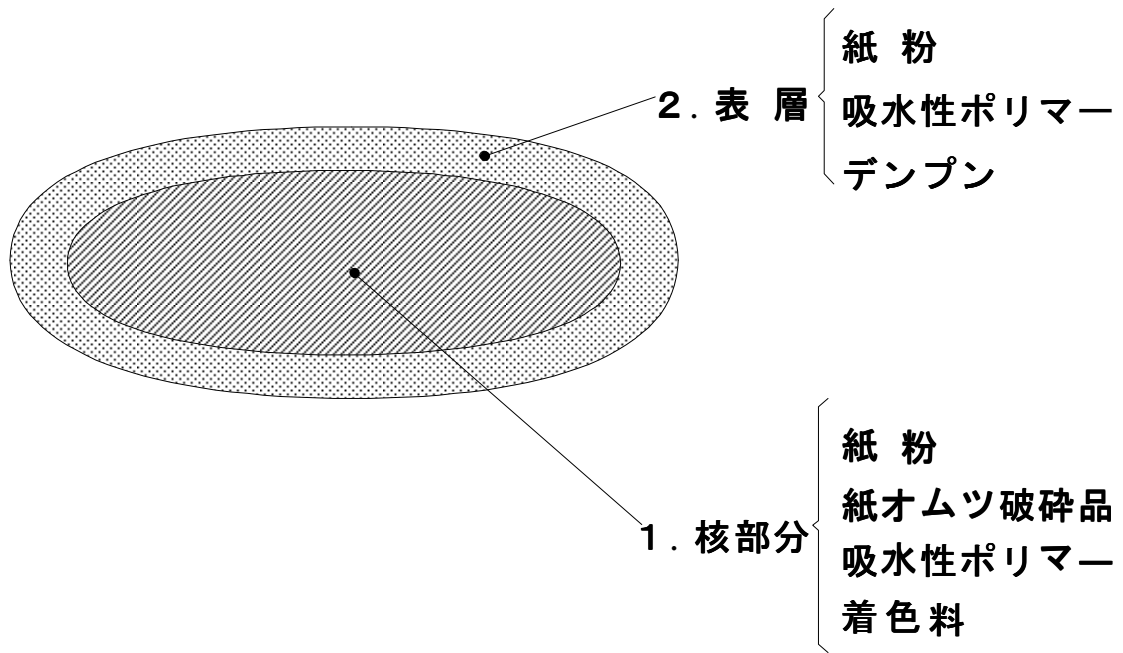 2.表 層
紙 粉
吸水性ポリマー
デンプン
1.核部分
紙 粉
紙オムツ破砕品
吸水性ポリマー
着色料